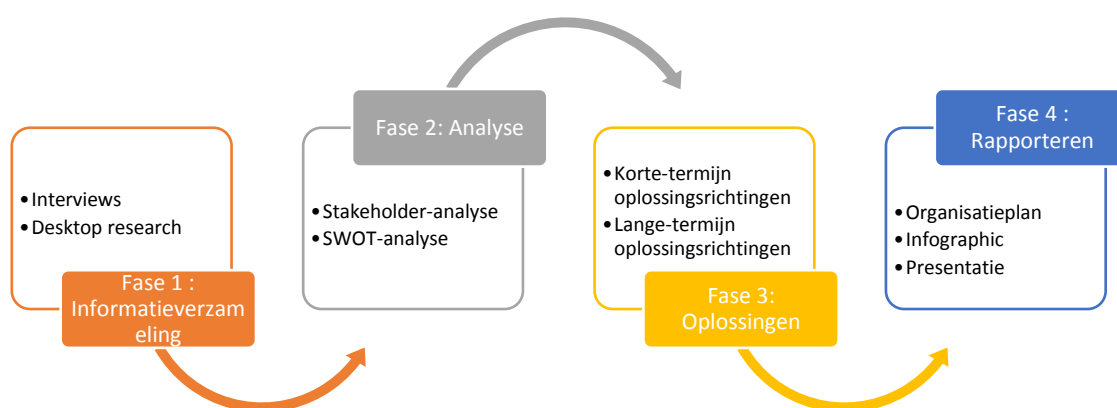 •Interviews
•Desktop research
Fase 1 :
Informatieverzam
eling
Fase 2: Analyse
•Stakeholder-analyse
•SWOT-analyse
•Korte-termijn
oplossingsrichtingen
•Lange-termijn
oplossingsrichtingen
Fase 3:
Oplossingen
Fase 4 :
Rapporteren
•Organisatieplan
•Infographic
•Presentatie